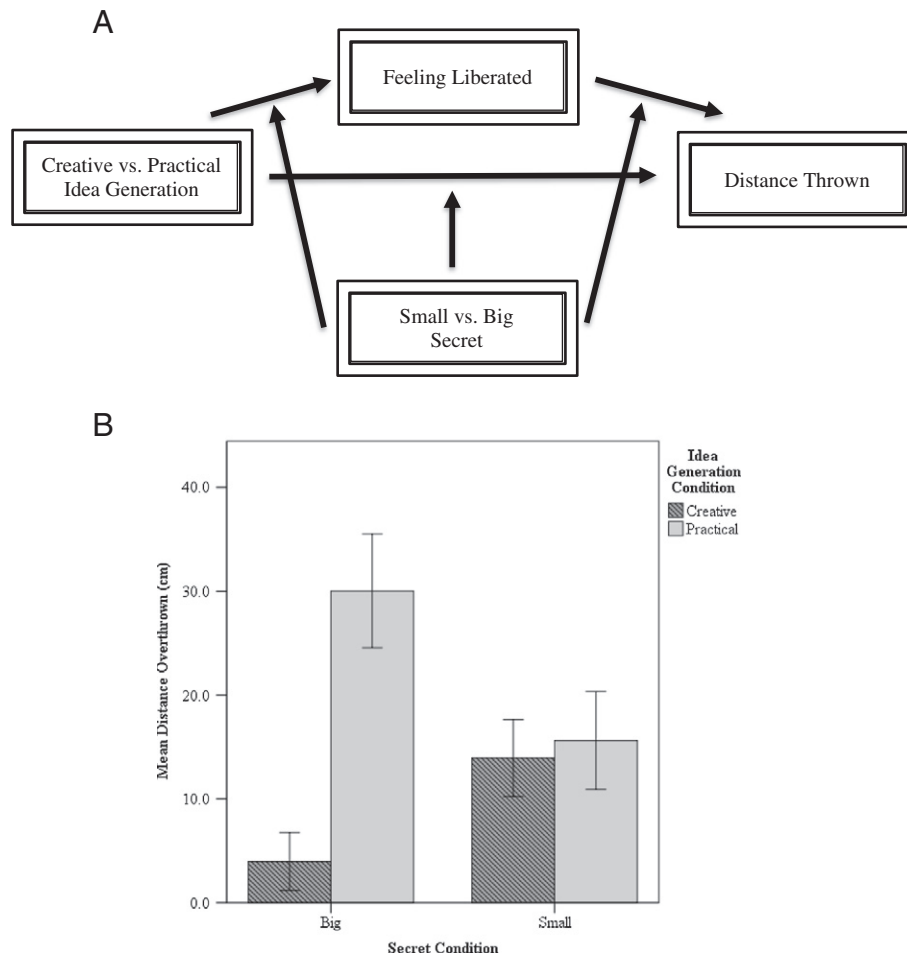 A
Feeling Liberated
Creative vs. Practical
Idea Generation
Distance Thrown
Small vs. Big
Secret
B
Idea
Generation
Condition
Creative
Practical
40.0
30.0
20.0
10.0
0.0
Mean Distance Overthrown (cm)
Big
Small
Secret Condition